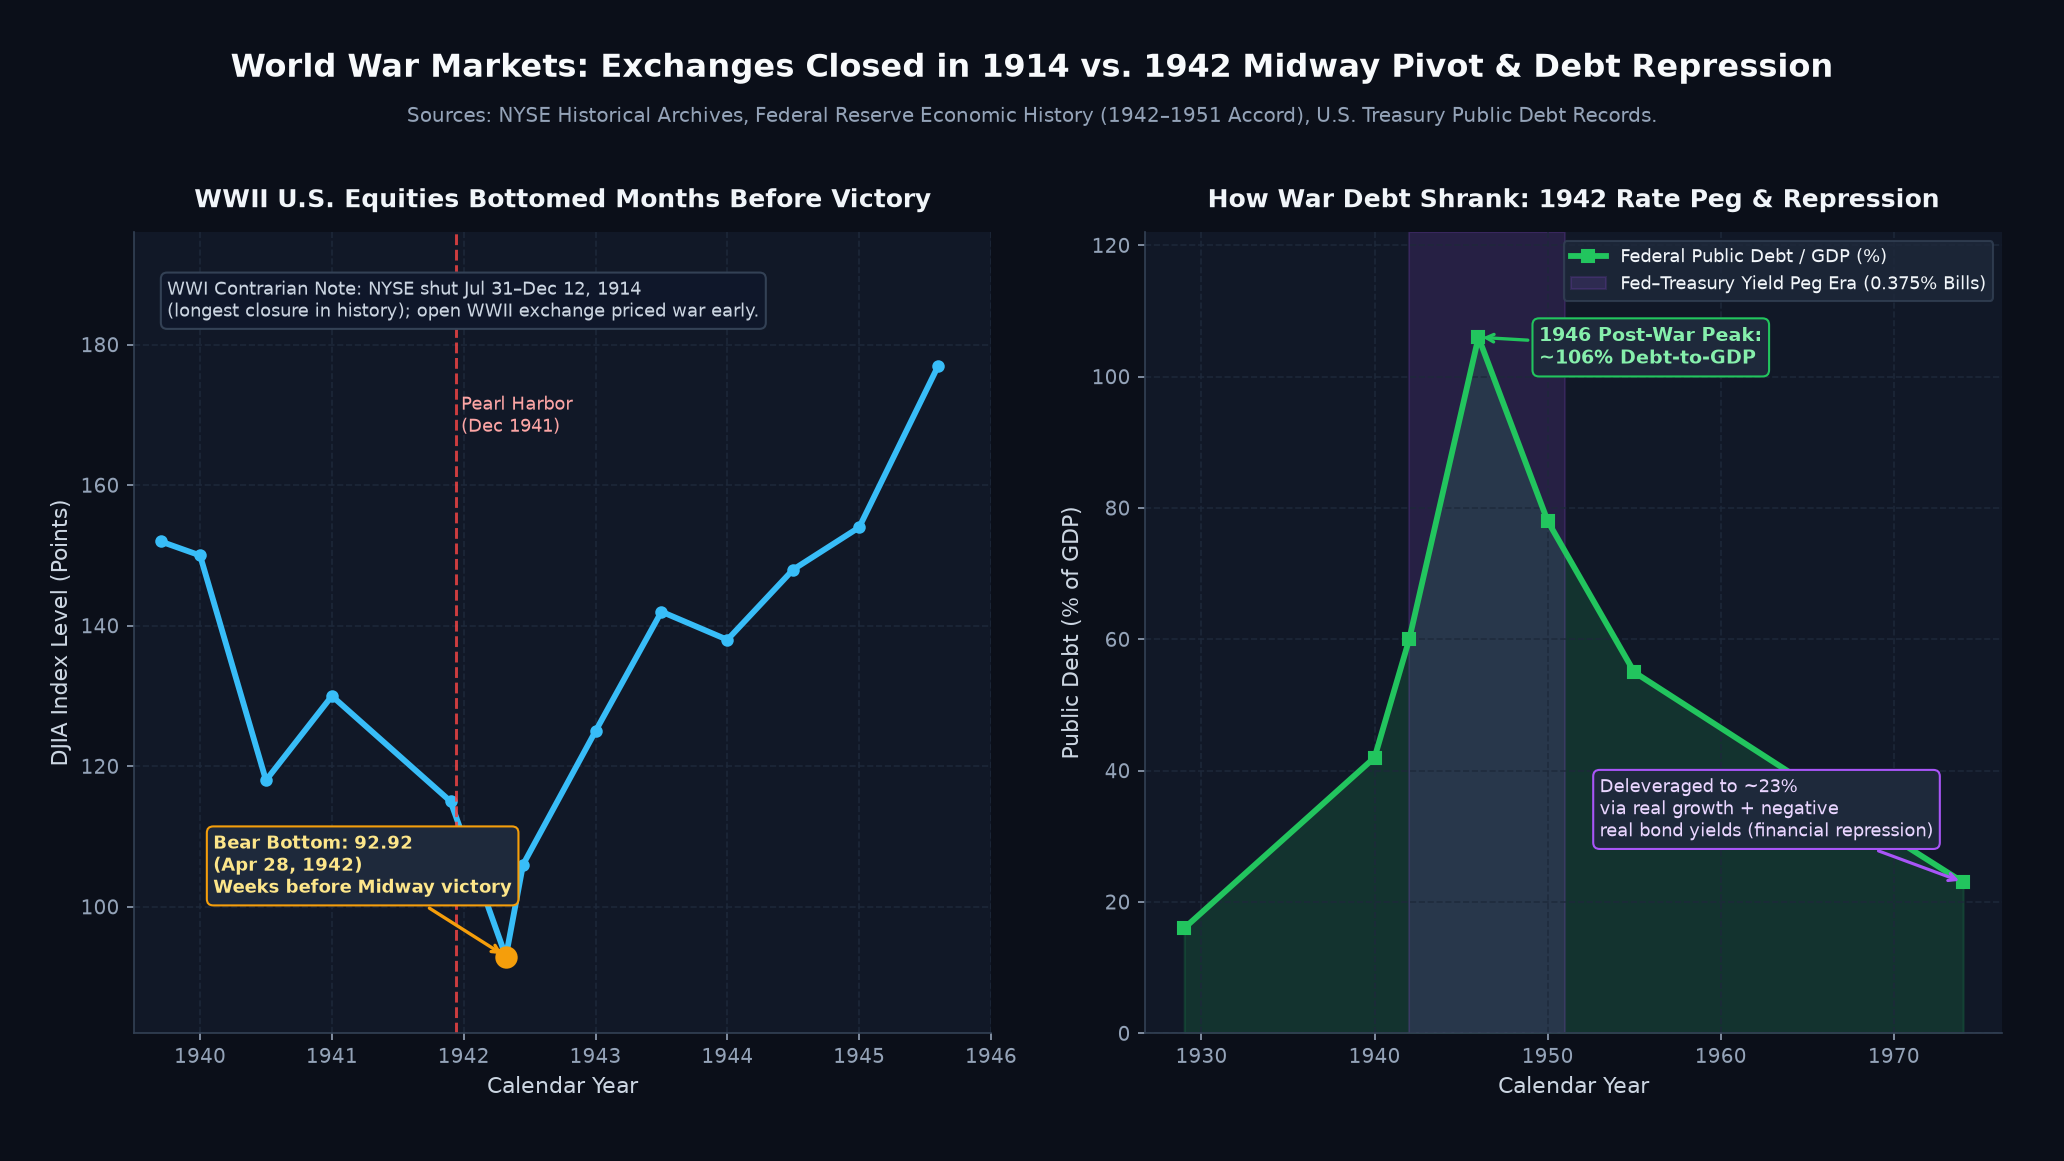 World War Markets: Exchanges Closed in 1914 vs. 1942 Midway Pivot & Debt Repression
Sources: NYSE Historical Archives, Federal Reserve Economic History (1942–1951 Accord), U.S. Treasury Public Debt Records.
WWII U.S. Equities Bottomed Months Before Victory
WWI Contrarian Note: NYSE shut Jul 31–Dec 12, 1914
(longest closure in history); open WWII exchange priced war early.
Pearl Harbor
(Dec 1941)
Bear Bottom: 92.92
(Apr 28, 1942)
Weeks before Midway victory
DJIA Index Level (Points)
180
160
140
120
100
1940
1941
1942
1943
1944
1945
1946
Calendar Year
How War Debt Shrank: 1942 Rate Peg & Repression
Federal Public Debt / GDP (%)
Fed–Treasury Yield Peg Era (0.375% Bills)
1946 Post-War Peak:
~106% Debt-to-GDP
Deleveraged to ~23%
via real growth + negative
real bond yields (financial repression)
Public Debt (% of GDP)
120
100
80
60
40
20
0
1930
1940
1950
1960
1970
Calendar Year